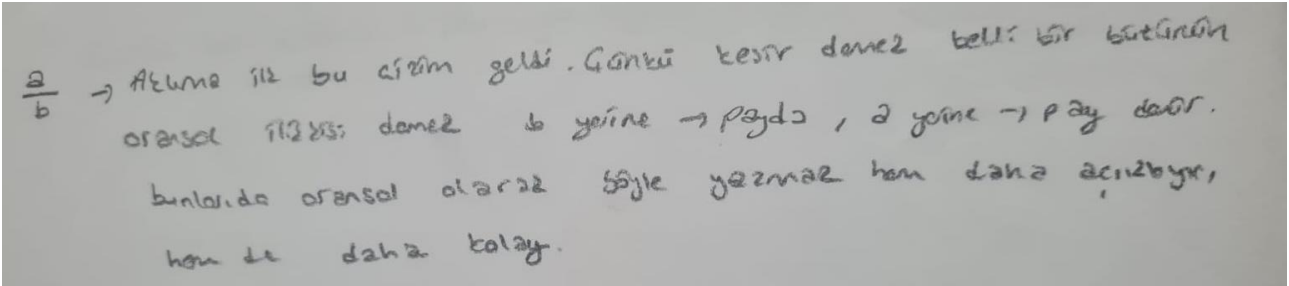 a/b → Aklıma ilk bu çizim geldi. Çünkü kesir demek belli bir bütünün
oransal ilişkisi demek b yerine → payda, a yerine → pay denir.
bunlarıda oransal olarak böyle yazmak hem daha açıklayıcı,
hem de daha kolay.